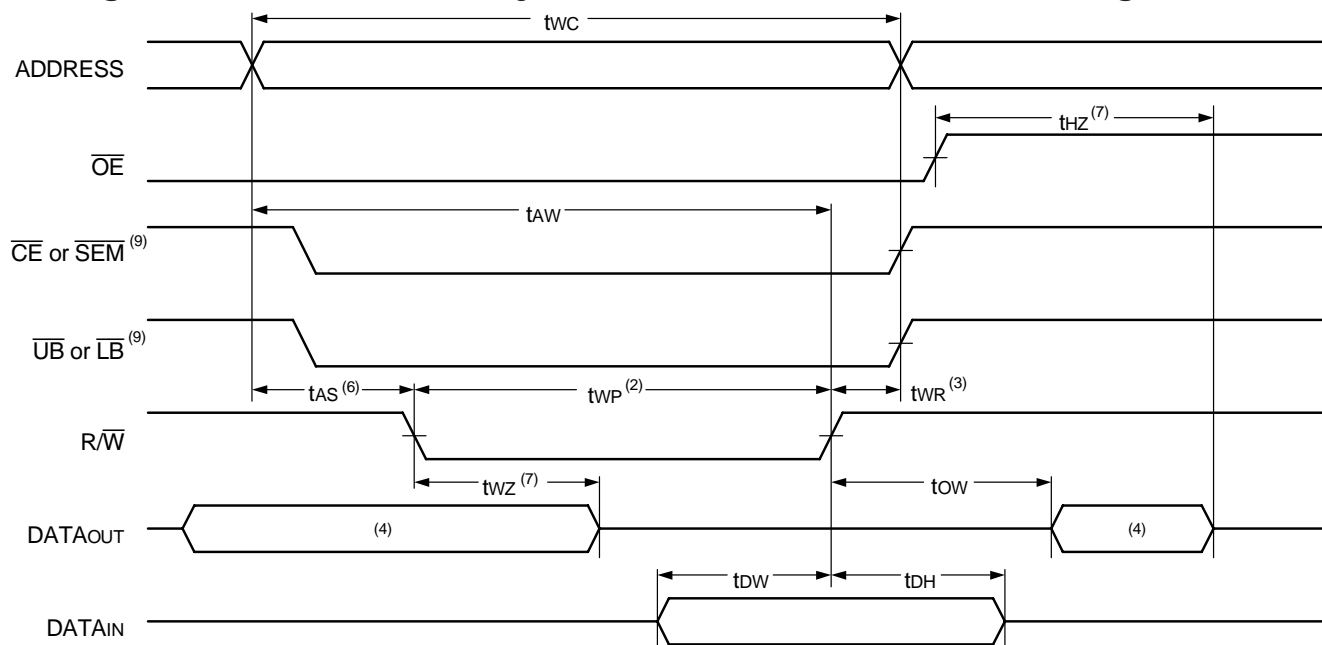 tWC
ADDRESS
tHZ (7)
OE
tAW
CE or SEM (9)
UB or LB (9)
tAS (6) tWP (2) tWR (3)
R/W
tWZ (7) tOW
DATAOUT (4) (4)
tDW tDH
DATAIN